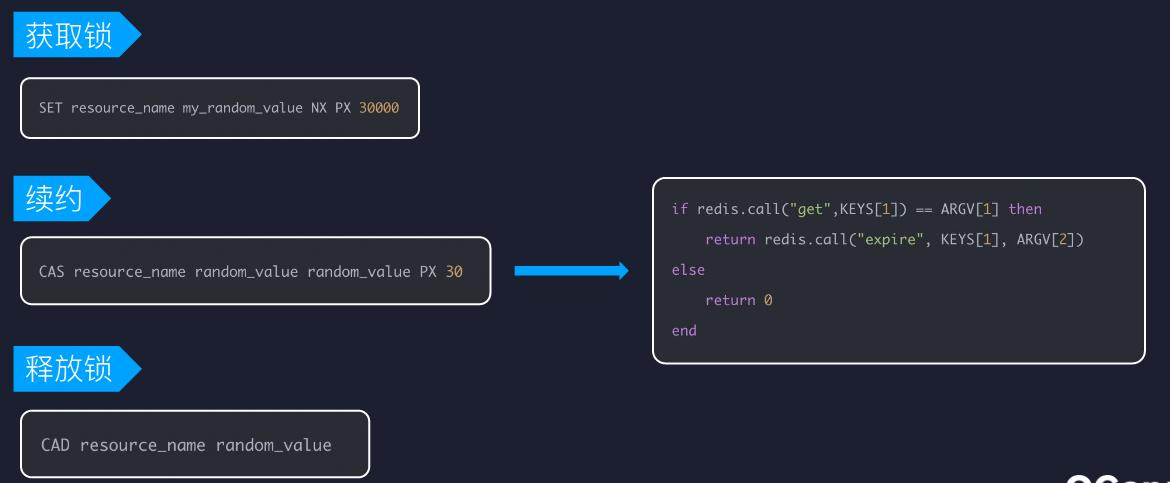 获取锁
SET resource_name my_random_value NX PX 30000
续约
CAS resource_name random_value random_value PX 30
if redis.call("get",KEYS[1]) == ARGV[1] then
return redis.call("expire", KEYS[1], ARGV[2])
else
return 0
end
释放锁
CAD resource_name random_value